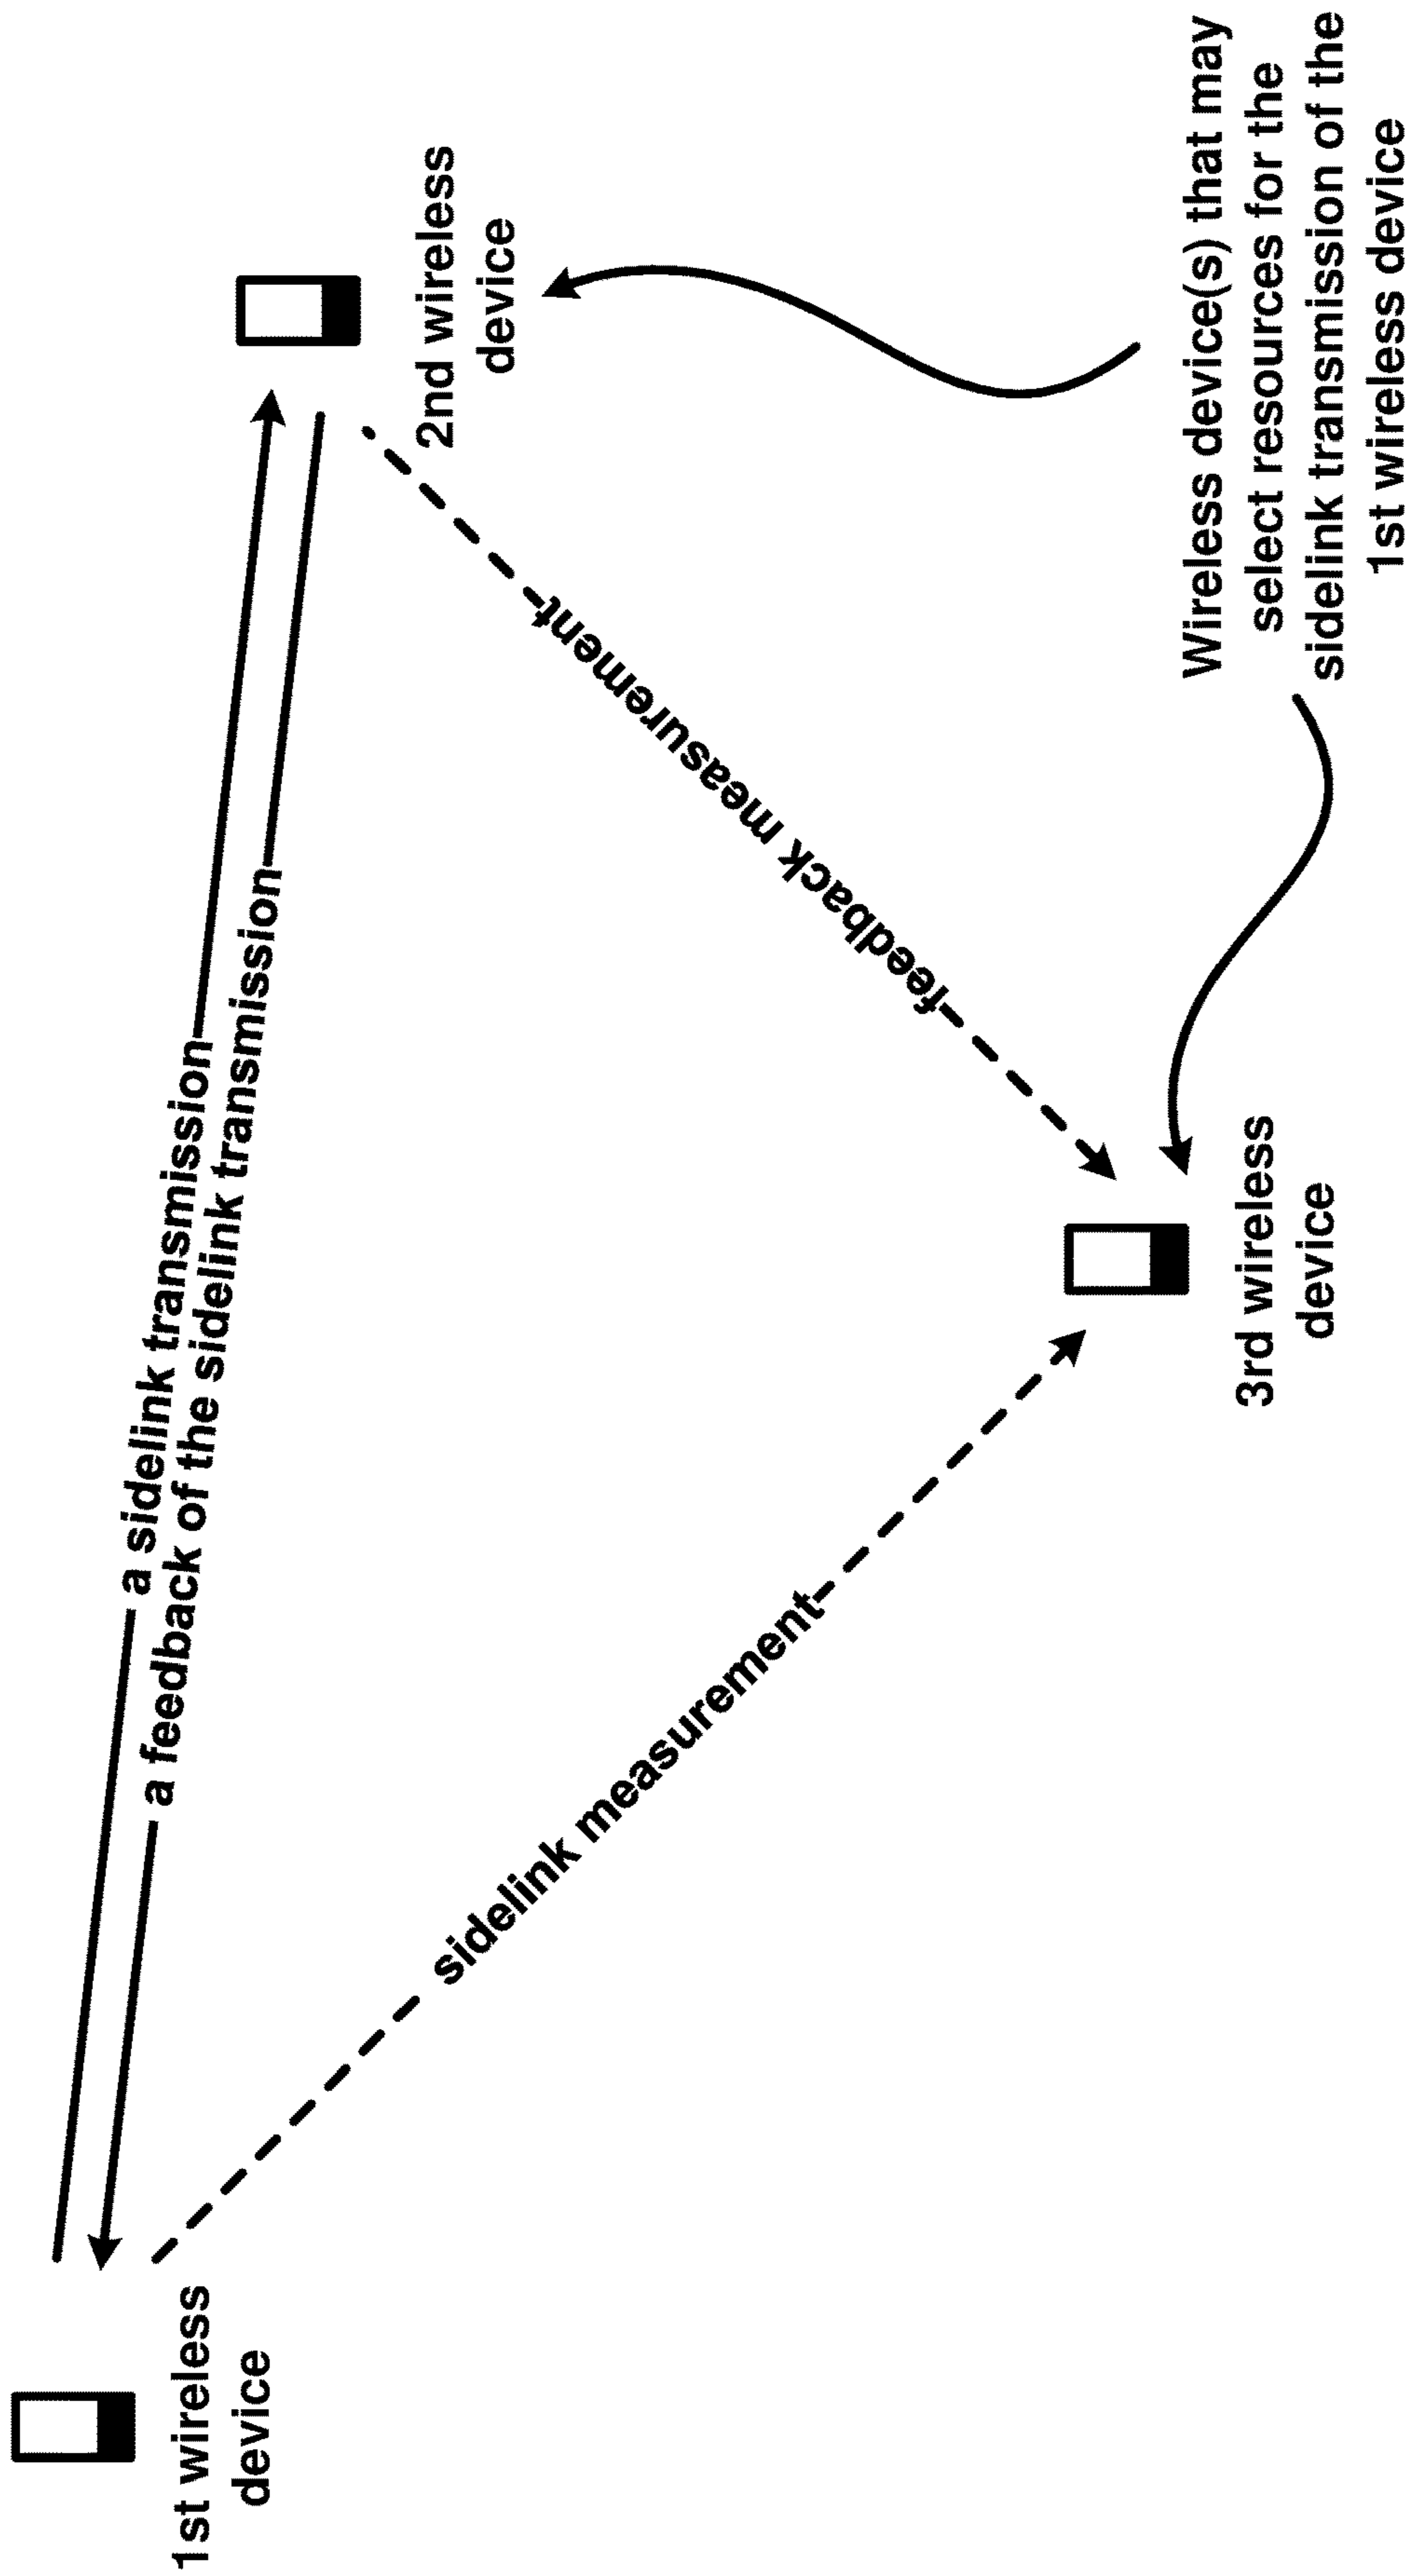 1st wireless
device
a sidelink transmission
a feedback of the sidelink transmission
2nd wireless
device
sidelink measurement
feedback measurement
3rd wireless
device
Wireless device(s) that may
select resources for the
sidelink transmission of the
1st wireless device